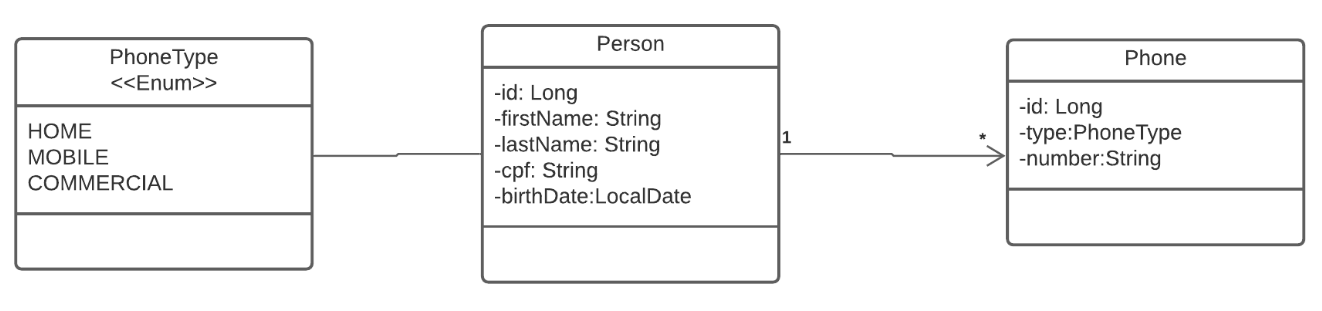 PhoneType
<<Enum>>
HOME
MOBILE
COMMERCIAL
Person
-id: Long
-firstName: String
-lastName: String
-cpf: String
-birthDate:LocalDate
1
*
Phone
-id: Long
-type:PhoneType
-number:String